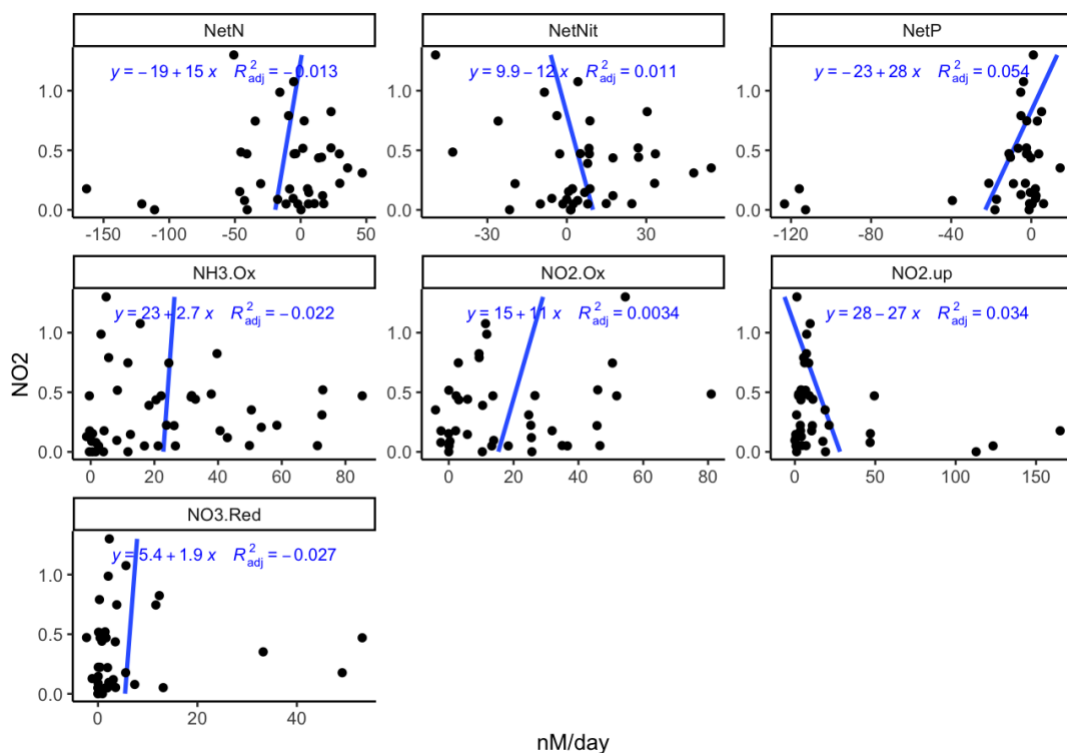 NetN
NetNit
NetP
y = −19 + 15 x R²adj = −0.013
y = 9.9 − 12 x R²adj = 0.011
y = −23 + 28 x R²adj = 0.054
1.0
0.5
0.0
-150
-100
-50
0
50
-30
0
30
-120
-80
-40
0
NH3.Ox
NO2.Ox
NO2.up
y = 23 + 2.7 x R²adj = −0.022
y = 15 + 11 x R²adj = 0.0034
y = 28 − 27 x R²adj = 0.034
1.0
0.5
0.0
NO2
0
20
40
60
80
0
20
40
60
80
0
50
100
150
NO3.Red
y = 5.4 + 1.9 x R²adj = −0.027
1.0
0.5
0.0
0
20
40
nM/day